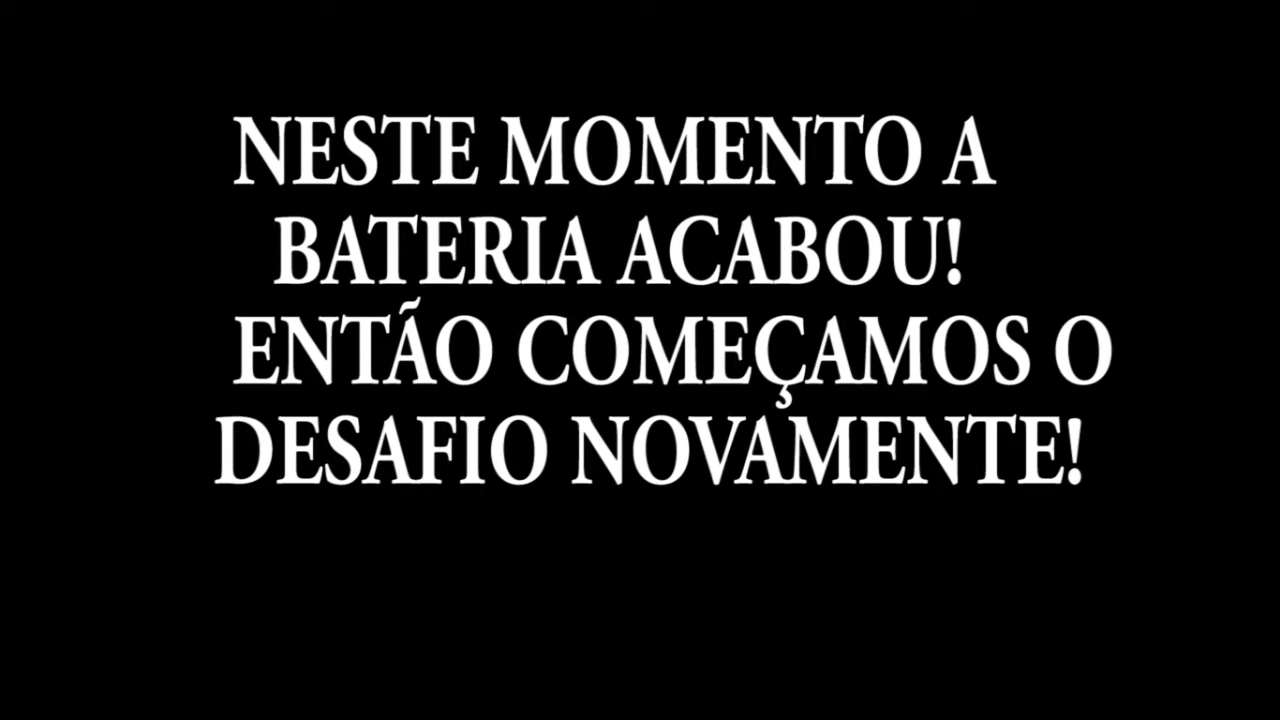 NESTE MOMENTO A
BATERIA ACABOU!
ENTÃO COMEÇAMOS O
DESAFIO NOVAMENTE!